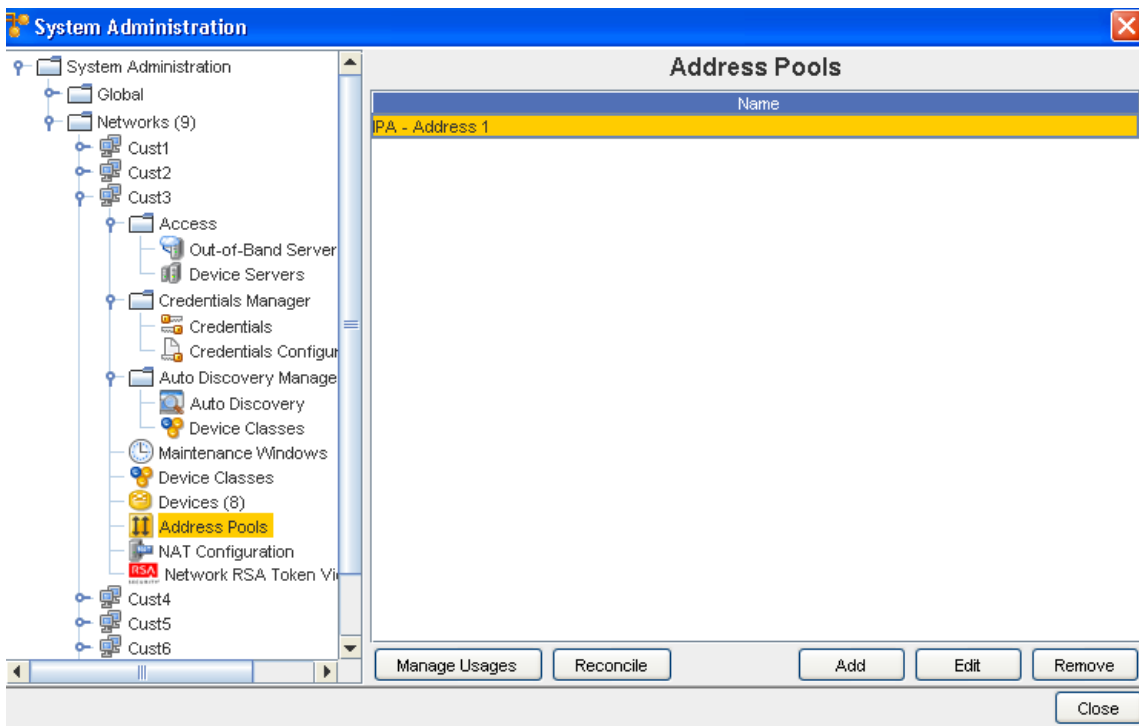 System Administration
System Administration
Global
Networks (9)
Cust1
Cust2
Cust3
Access
Out-of-Band Server
Device Servers
Credentials Manager
Credentials
Credentials Configur
Auto Discovery Manage
Auto Discovery
Device Classes
Maintenance Windows
Device Classes
Devices (8)
Address Pools
NAT Configuration
RSA SECURITY Network RSA Token Vi
Cust4
Cust5
Cust6
Address Pools
Name
IPA - Address 1
Manage Usages Reconcile Add Edit Remove
Close